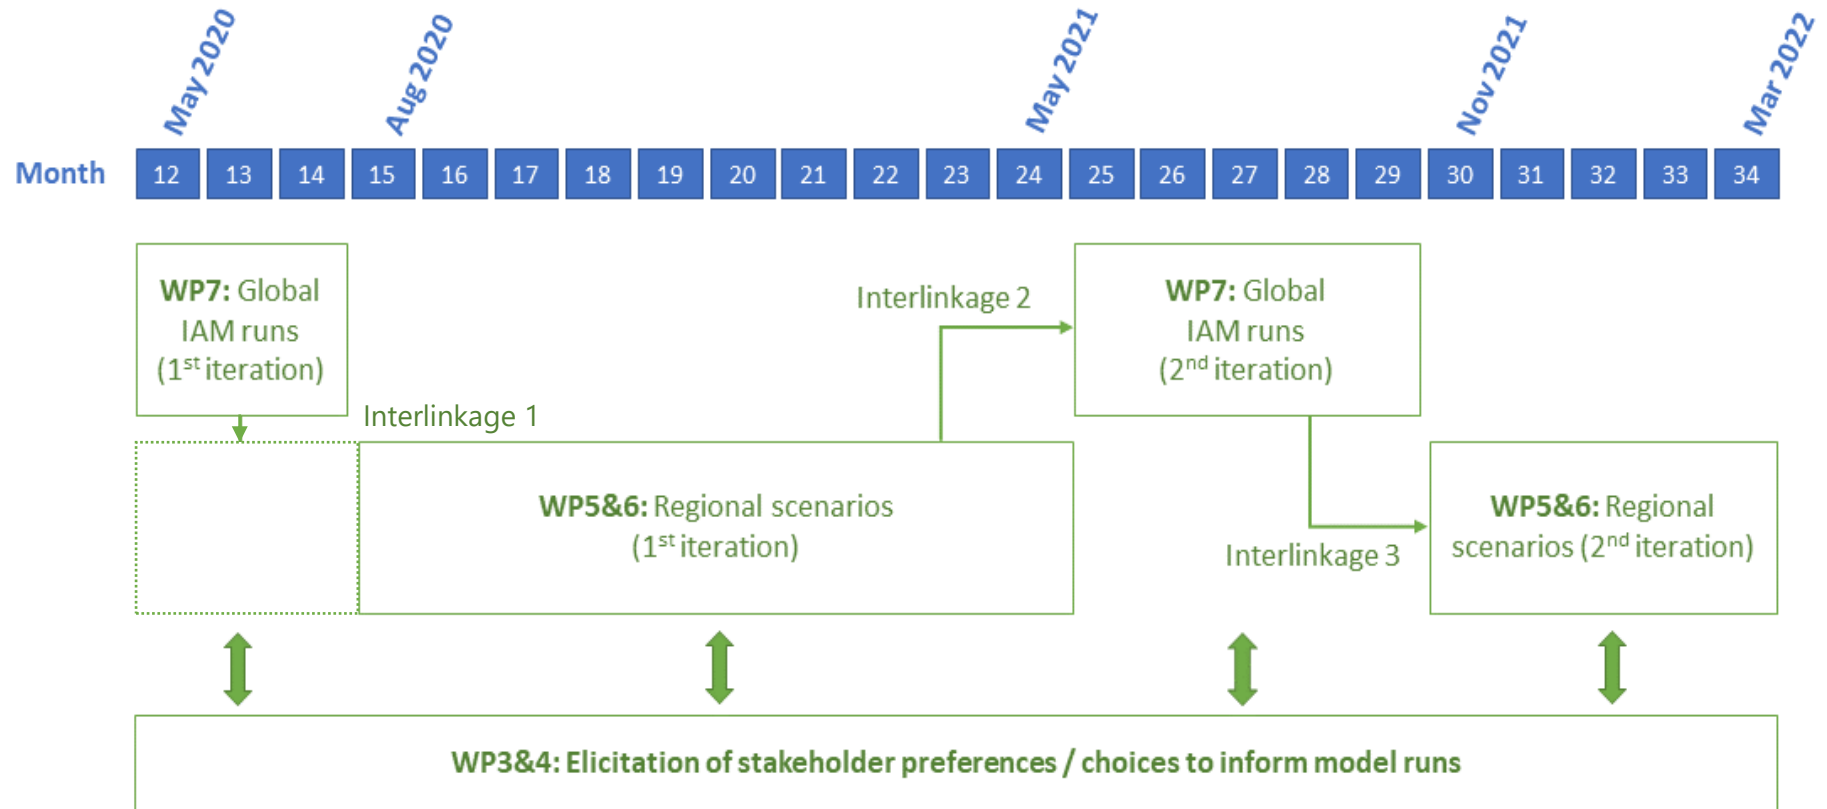 May 2020
Aug 2020
May 2021
Nov 2021
Mar 2022
Month 12 13 14 15 16 17 18 19 20 21 22 23 24 25 26 27 28 29 30 31 32 33 34
WP7: Global
IAM runs
(1st iteration)
Interlinkage 2
WP7: Global
IAM runs
(2nd iteration)
Interlinkage 1
WP5&6: Regional scenarios
(1st iteration)
Interlinkage 3
WP5&6: Regional
scenarios (2nd iteration)
WP3&4: Elicitation of stakeholder preferences / choices to inform model runs